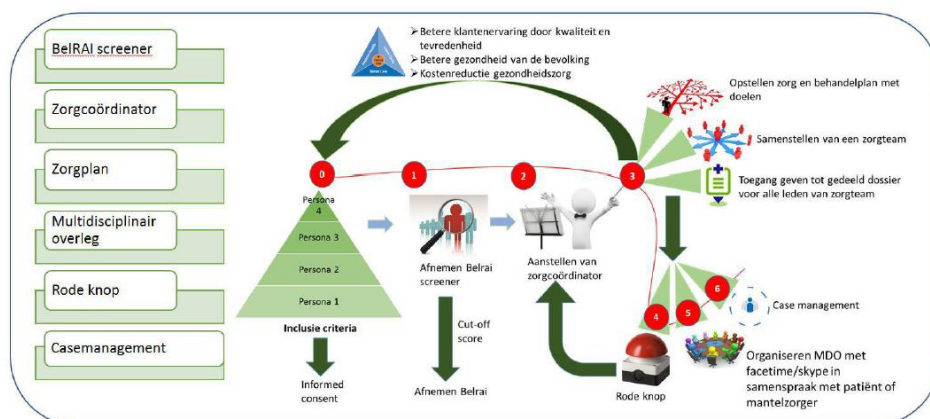 BelRAI screener
Zorgcoördinator
Zorgplan
Multidisciplinair
overleg
Rode knop
Casemanagement
➢ Betere klantenervaring door kwaliteit en
tevredenheid
➢ Betere gezondheid van de bevolking
➢ Kostenreductie gezondheidszorg
Opstellen zorg en behandelplan met
doelen
Samenstellen van een zorgteam
Toegang geven tot gedeeld dossier
voor alle leden van zorgteam
0
1
2
3
Persona
4
Persona 3
Persona 2
Persona 1
Inclusie criteria
Informed
consent
Afnemen Belrai
screener
Cut-off
score
Afnemen Belrai
Aanstellen van
zorgcoördinator
4
5
6
Case management
Rode knop
Organiseren MDO met
facetime/skype in
samenspraak met patiënt of
mantelzorger